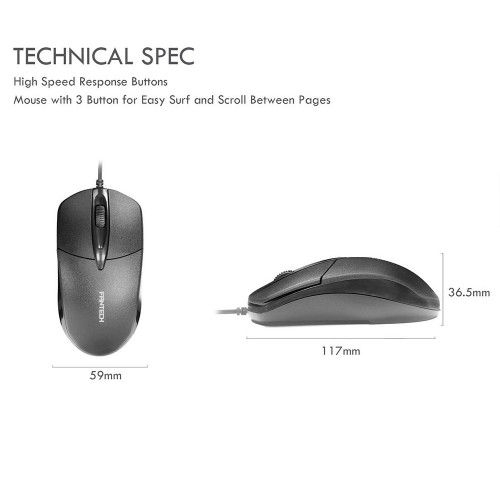 TECHNICAL SPEC
High Speed Response Buttons
Mouse with 3 Button for Easy Surf and Scroll Between Pages
FANTECH
36.5mm
117mm
59mm